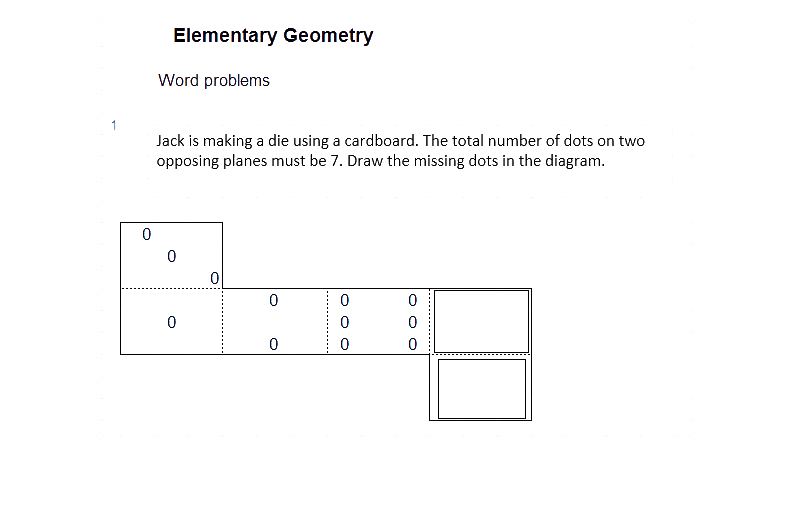 Elementary Geometry
Word problems
1
Jack is making a die using a cardboard. The total number of dots on two
opposing planes must be 7. Draw the missing dots in the diagram.
0
0
0
0 0 0
0 0 0
0 0 0